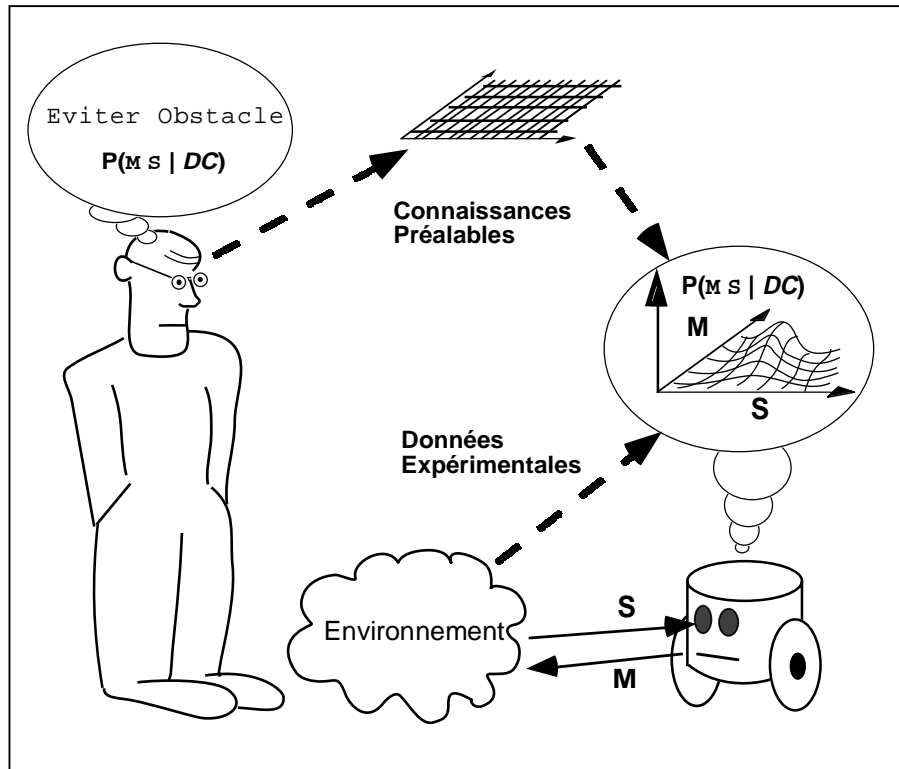 Eviter Obstacle
P(M S | DC)
Connaissances
Préalables
P(M S | DC)
M
S
Données
Expérimentales
Environnement
S
M